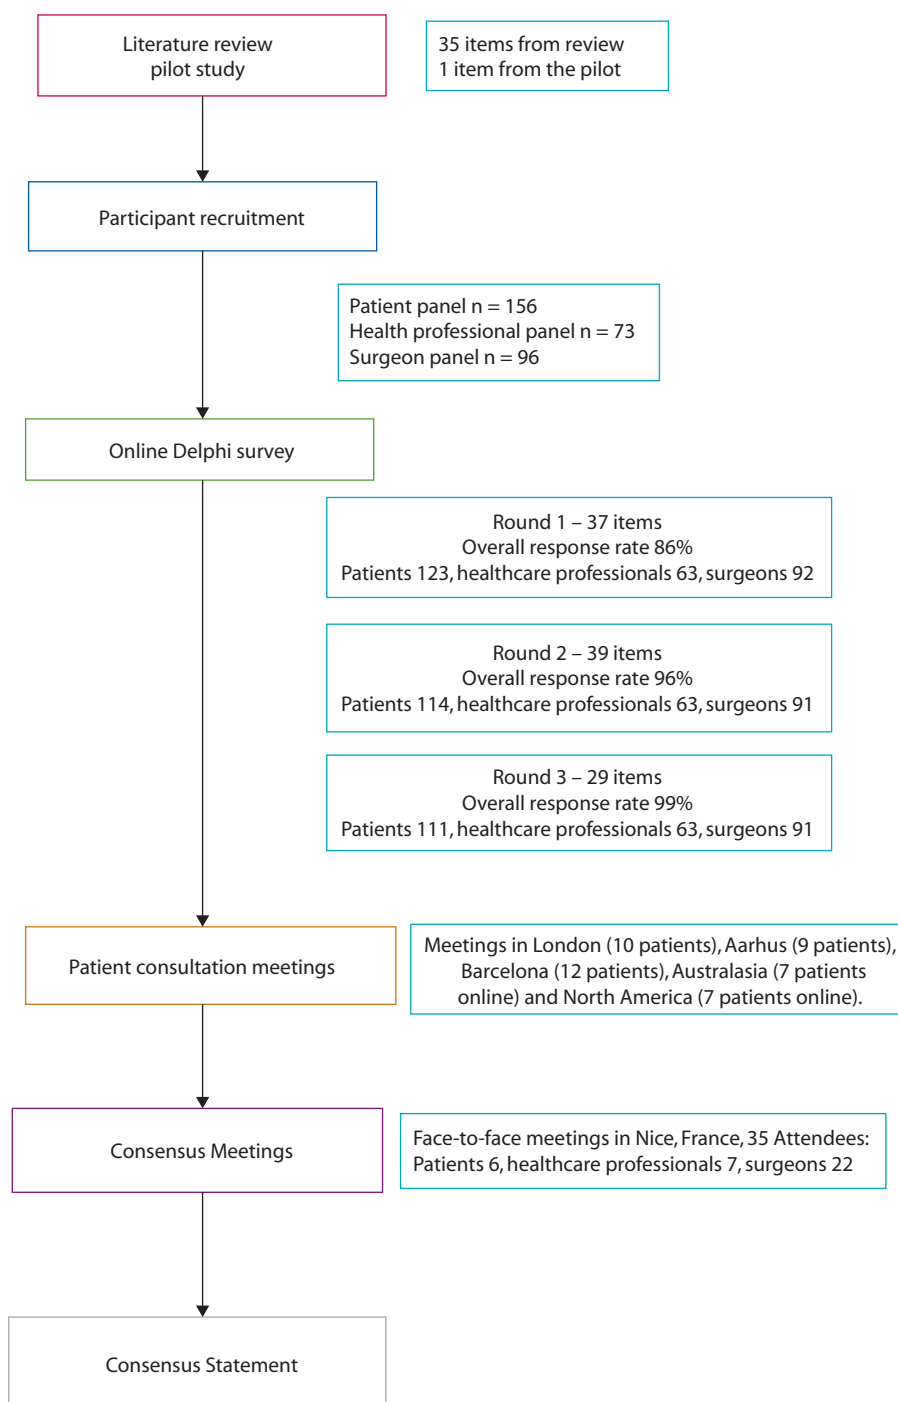 Literature review
pilot study
35 items from review
1 item from the pilot
Participant recruitment
Patient panel n = 156
Health professional panel n = 73
Surgeon panel n = 96
Online Delphi survey
Round 1 – 37 items
Overall response rate 86%
Patients 123, healthcare professionals 63, surgeons 92
Round 2 – 39 items
Overall response rate 96%
Patients 114, healthcare professionals 63, surgeons 91
Round 3 – 29 items
Overall response rate 99%
Patients 111, healthcare professionals 63, surgeons 91
Patient consultation meetings
Meetings in London (10 patients), Aarhus (9 patients),
Barcelona (12 patients), Australasia (7 patients
online) and North America (7 patients online).
Consensus Meetings
Face-to-face meetings in Nice, France, 35 Attendees:
Patients 6, healthcare professionals 7, surgeons 22
Consensus Statement